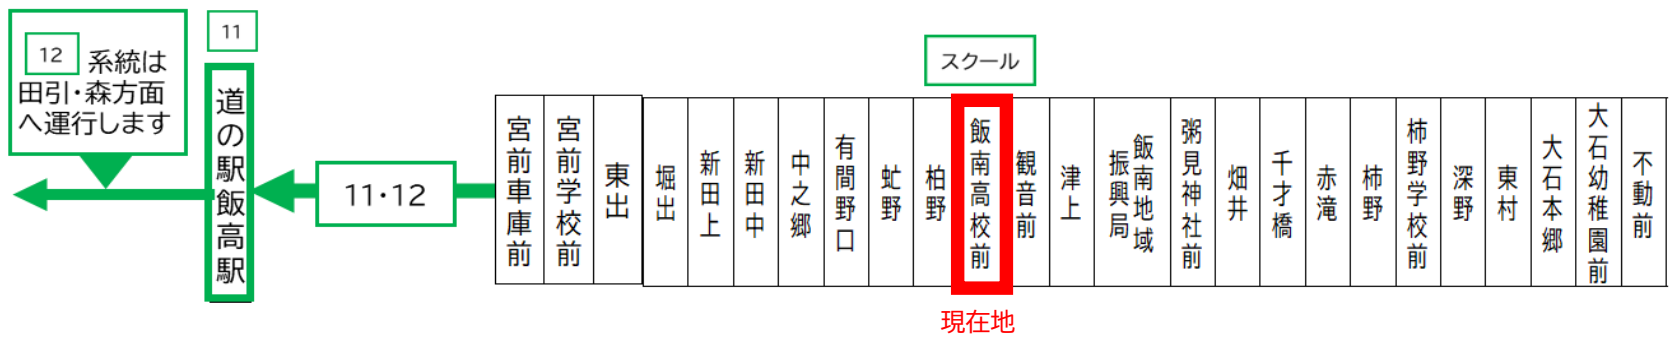 12 系統は
田引・森方面
へ運行します
11
道の駅飯高駅
11・12
宮前車庫前
宮前学校前
東出
堀出
新田上
新田中
中之郷
有間野口
虻野
柏野
スクール
飯南高校前
現在地
観音前
津上
飯南地域
振興局
粥見神社前
畑井
千才橋
赤滝
柿野
柿野学校前
深野
東村
大石本郷
大石幼稚園前
不動前